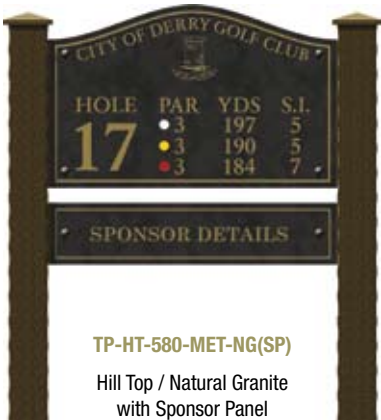 CITY OF DERRY GOLF CLUB
HOLE PAR YDS S.I.
17 3 197 5
3 190 5
3 184 7
SPONSOR DETAILS
TP-HT-580-MET-NG(SP)
Hill Top / Natural Granite
with Sponsor Panel